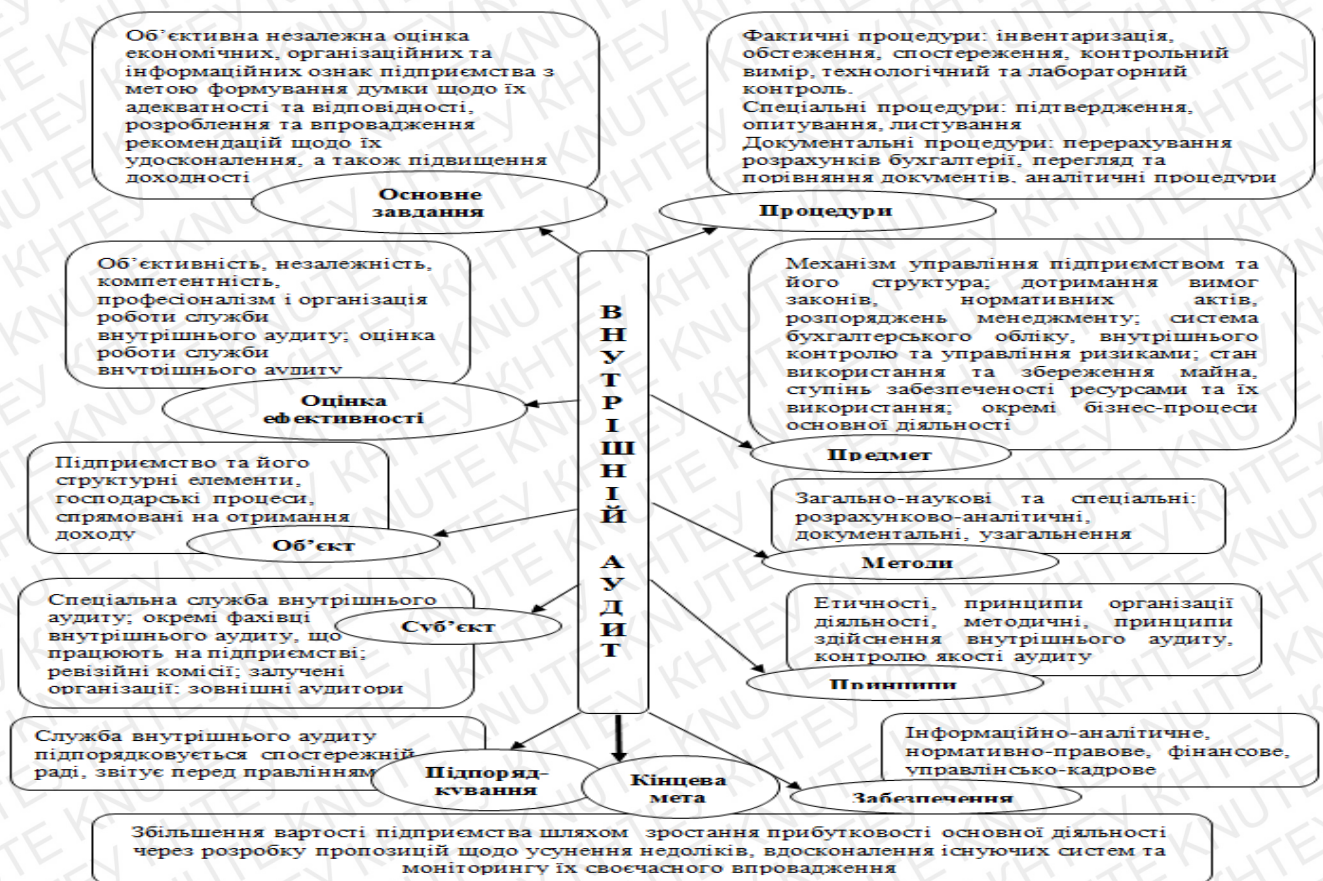 Об’єктивна незалежна оцінка
економічних, організаційних та
інформаційних ознак підприємства з
метою формування думки щодо їх
адекватності та відповідності,
розроблення та впровадження
рекомендацій щодо їх
удосконалення, а також підвищення
доходності
Основне
завдання
Фактичні процедури: інвентаризація,
обстеження, спостереження, контрольний
вимір, технологічний та лабораторний
контроль.
Спеціальні процедури: підтвердження,
опитування, листування
Документальні процедури: перерахування
розрахунків бухгалтерії, перегляд та
порівняння документів, аналітичні процедури
Процедури
Об’єктивність, незалежність,
компетентність,
професіоналізм і організація
роботи служби
внутрішнього аудиту; оцінка
роботи служби
внутрішнього аудиту
Оцінка
ефективності
ВНУТРІШНІЙ АУДИТ
Механізм управління підприємством та
його структура; дотримання вимог
законів, нормативних актів,
розпоряджень менеджменту; система
бухгалтерського обліку, внутрішнього
контролю та управління ризиками; стан
використання та збереження майна,
ступінь забезпеченості ресурсами та їх
використання; окремі бізнес-процеси
основної діяльності
Предмет
Підприємство та його
структурні елементи,
господарські процеси,
спрямовані на отримання
доходу
Об’єкт
Загально-наукові та спеціальні:
розрахунково-аналітичні,
документальні, узагальнення
Методи
Спеціальна служба внутрішнього
аудиту; окремі фахівці
внутрішнього аудиту, що
працюють на підприємстві;
ревізійні комісії; залучені
організації; зовнішні аудитори
Суб’єкт
Етичності, принципи організації
діяльності, методичні, принципи
здійснення внутрішнього аудиту,
контролю якості аудиту
Принципи
Служба внутрішнього аудиту
підпорядковується спостережній
раді, звітує перед правлінням
Підпоряд-
кування
Кінцева
мета
Інформаційно-аналітичне,
нормативно-правове, фінансове,
управлінсько-кадрове
Забезпечення
Збільшення вартості підприємства шляхом зростання прибутковості основної діяльності
через розробку пропозицій щодо усунення недоліків, вдосконалення існуючих систем та
моніторингу їх своєчасного впровадження